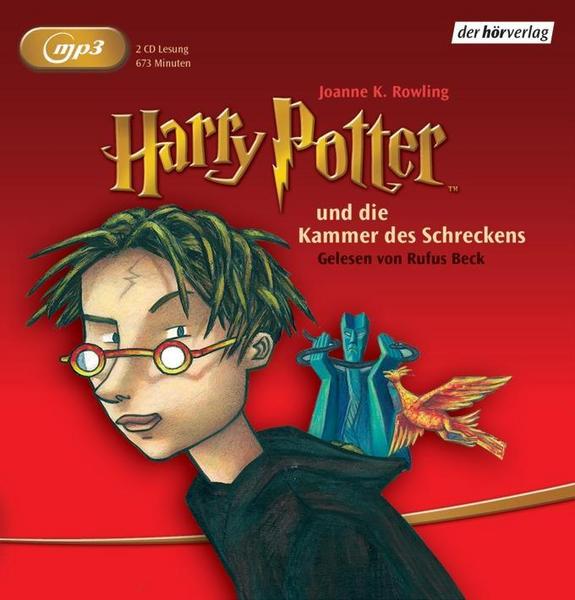 mp3
2 CD Lesung
673 Minuten
der hörverlag
Joanne K. Rowling
Harry Potter™
und die
Kammer des Schreckens
Gelesen von Rufus Beck